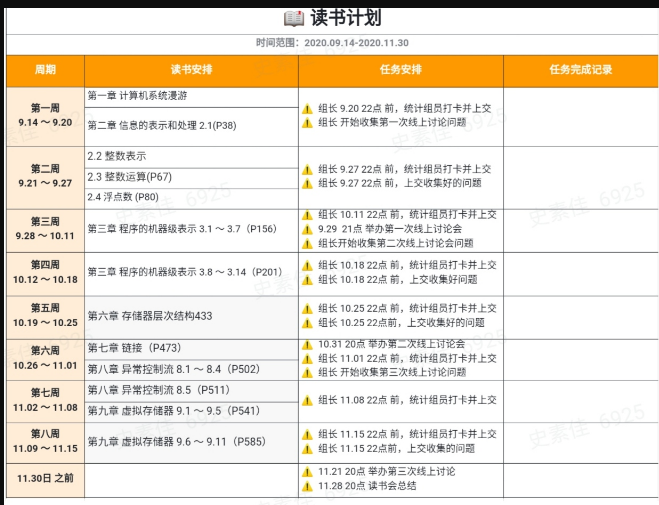 📖 读书计划
时间范围：2020.09.14-2020.11.30
周期 读书安排 任务安排 任务完成记录
第一周
9.14 ～ 9.20
第一章 计算机系统漫游
第二章 信息的表示和处理 2.1(P38)
⚠️ 组长 9.20 22点 前，统计组员打卡并上交
⚠️ 组长 开始收集第一次线上讨论问题
第二周
9.21 ～ 9.27
2.2 整数表示
2.3 整数运算(P67)
2.4 浮点数 (P80)
⚠️ 组长 9.27 22点 前，统计组员打卡并上交
⚠️ 组长 9.27 22点 前，上交收集好的问题
第三周
9.28 ～ 10.11
第三章 程序的机器级表示 3.1 ～ 3.7（P156）
⚠️ 组长 10.11 22点 前，统计组员打卡并上交
⚠️ 9.29 21点 举办第一次线上讨论会
⚠️ 组长开始收集第二次线上讨论会问题
第四周
10.12 ～ 10.18
第三章 程序的机器级表示 3.8 ～ 3.14（P201）
⚠️ 组长 10.18 22点 前，统计组员打卡并上交
⚠️ 组长 10.18 22点 前，上交收集好问题
第五周
10.19 ～ 10.25
第六章 存储器层次结构433
⚠️ 组长 10.25 22点 前，统计组员打卡并上交
⚠️ 组长 10.25 22点前，上交收集好的问题
第六周
10.26 ～ 11.01
第七章 链接（P473）
第八章 异常控制流 8.1 ～ 8.4（P502）
⚠️ 10.31 20点 举办第二次线上讨论会
⚠️ 组长 11.01 22点 前，统计组员打卡并上交
⚠️ 组长 开始收集第三次线上讨论问题
第七周
11.02 ～ 11.08
第八章 异常控制流 8.5（P511）
第九章 虚拟存储器 9.1 ～ 9.5（P541）
⚠️ 组长 11.08 22点 前，统计组员打卡并上交
第八周
11.09 ～ 11.15
第九章 虚拟存储器 9.6 ～ 9.11（P585）
⚠️ 组长 11.15 22点 前，统计组员打卡并上交
⚠️ 组长 11.15 22点前，上交收集好的问题
11.30日 之前
⚠️ 11.21 20点 举办第三次线上讨论
⚠️ 11.28 20点 读书会总结
史素佳 6925